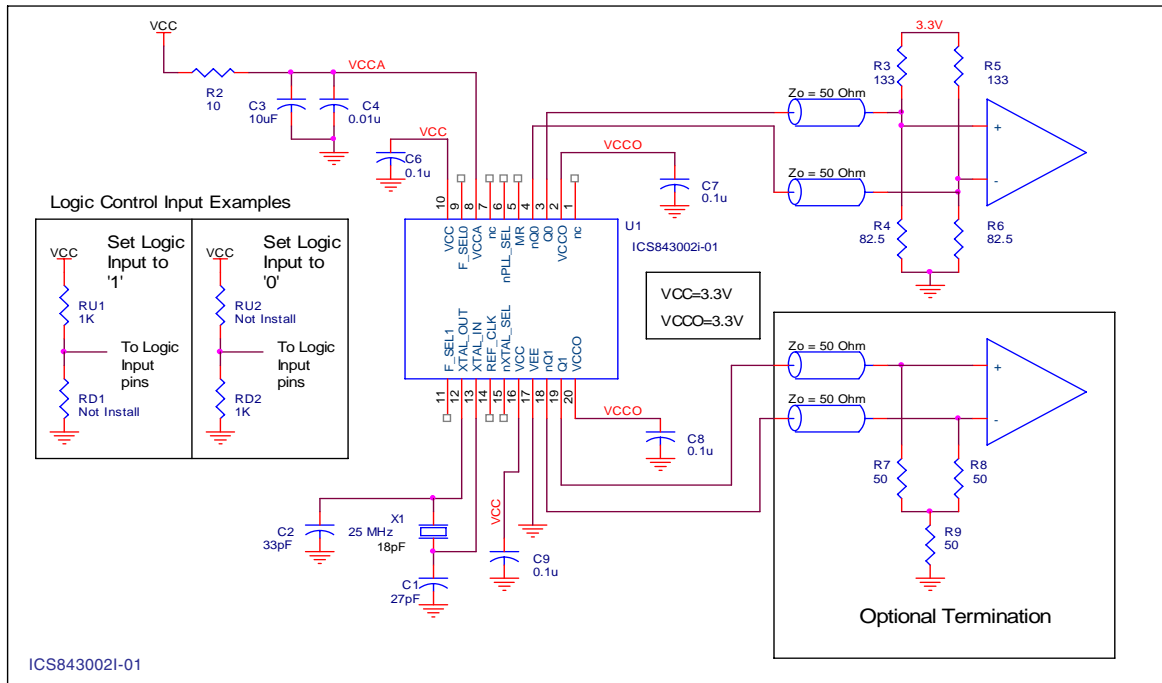 VCC
R2
10
VCCA
C3
10uF
C4
0.01u
VCC
C6
0.1u
VCCO
C7
0.1u
Zo = 50 Ohm
Zo = 50 Ohm
3.3V
R3
133
R5
133
+
-
R4
82.5
R6
82.5
10
9
8
7
6
5
4
3
2
1
VCC
F_SEL0
VCCA
nc
nPLL_SEL
MR
nQ0
Q0
VCCO
nc
U1
ICS843002i-01
F_SEL1
XTAL_OUT
XTAL_IN
REF_CLK
nXTAL_SEL
VCC
VEE
nQ1
Q1
VCCO
11
12
13
14
15
16
17
18
19
20
VCC=3.3V
VCCO=3.3V
Logic Control Input Examples
Set Logic
Input to
'1'
VCC
RU1
1K
To Logic
Input
pins
RD1
Not Install
Set Logic
Input to
'0'
VCC
RU2
Not Install
To Logic
Input
pins
RD2
1K
VCCO
C8
0.1u
Zo = 50 Ohm
Zo = 50 Ohm
+
-
R7
50
R8
50
R9
50
Optional Termination
C2
33pF
X1
25 MHz
18pF
C1
27pF
VCC
C9
0.1u
ICS843002I-01